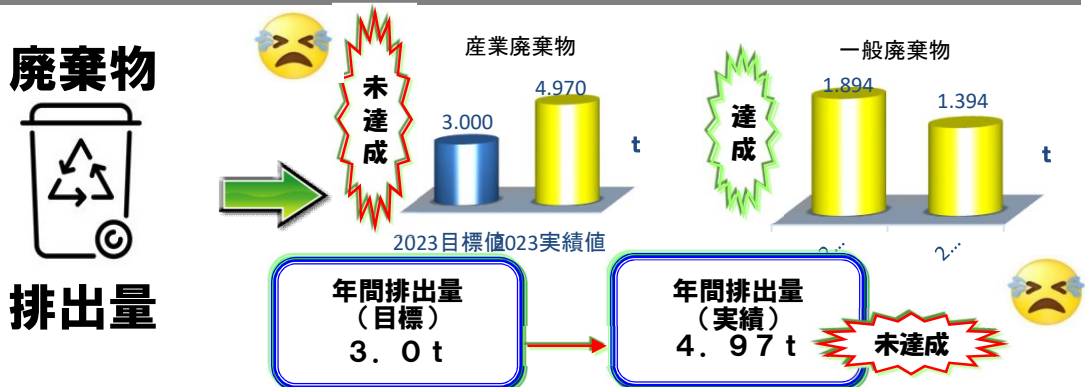 廃棄物
排出量
未達成
産業廃棄物
3.000
4.970
t
2023目標値
2023実績値
達成
一般廃棄物
1.894
1.394
t
2...
2...
年間排出量
（目標）
3．0t
年間排出量
（実績）
4．97t
未達成